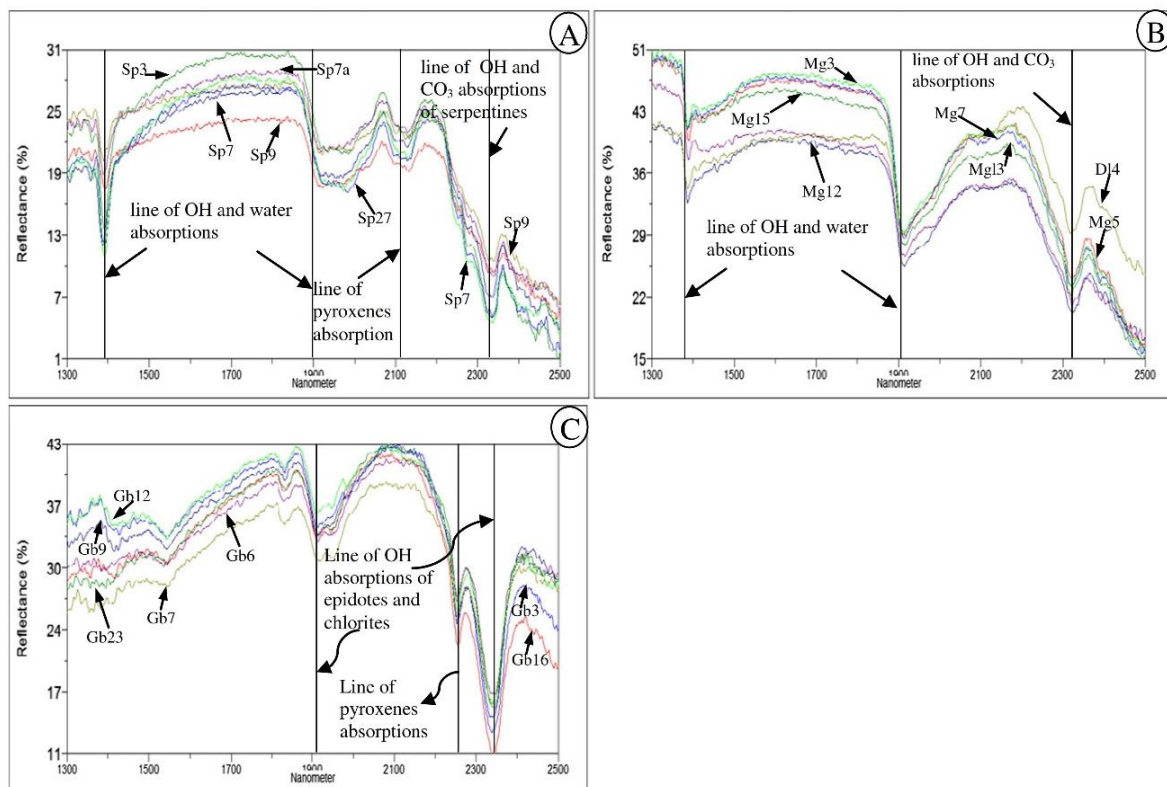 A
31
25
19
13
7
1
Reflectance (%)
1300
1500
1700
1900
2100
2300
2500
Nanometer
Sp3
Sp7a
Sp7
Sp9
Sp27
Sp9
Sp7
line of OH and
CO3 absorptions
of serpentines
line of OH and water
absorptions
line of
pyroxenes
absorption
B
51
43
36
29
22
15
Reflectance (%)
1300
1500
1700
1900
2100
2300
2500
Nanometer
Mg3
Mg15
Mg12
Mg7
Mg13
Dl4
Mg5
line of OH and CO3
absorptions
line of OH and water
absorptions
C
43
37
30
24
17
11
Reflectance (%)
1300
1500
1700
1900
2100
2300
2500
Nanometer
Gb12
Gb9
Gb6
Gb7
Gb23
Gb3
Gb16
Line of OH
absorptions of
epidotes and
chlorites
Line of
pyroxenes
absorptions